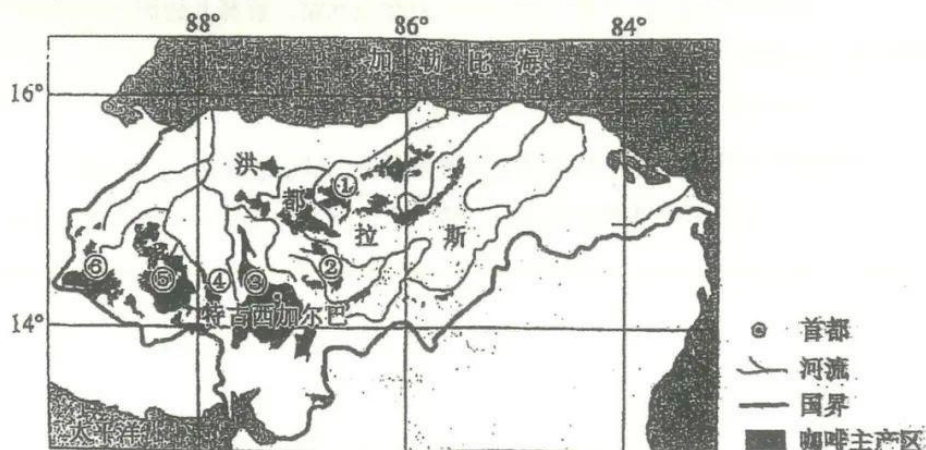 88° 86° 84°
加勒比海
16°
洪
①
都
拉 斯
②
⑥ ⑤ ④ ③
特古西加尔巴
14°
太平洋
首都
河流
国界
咖啡主产区